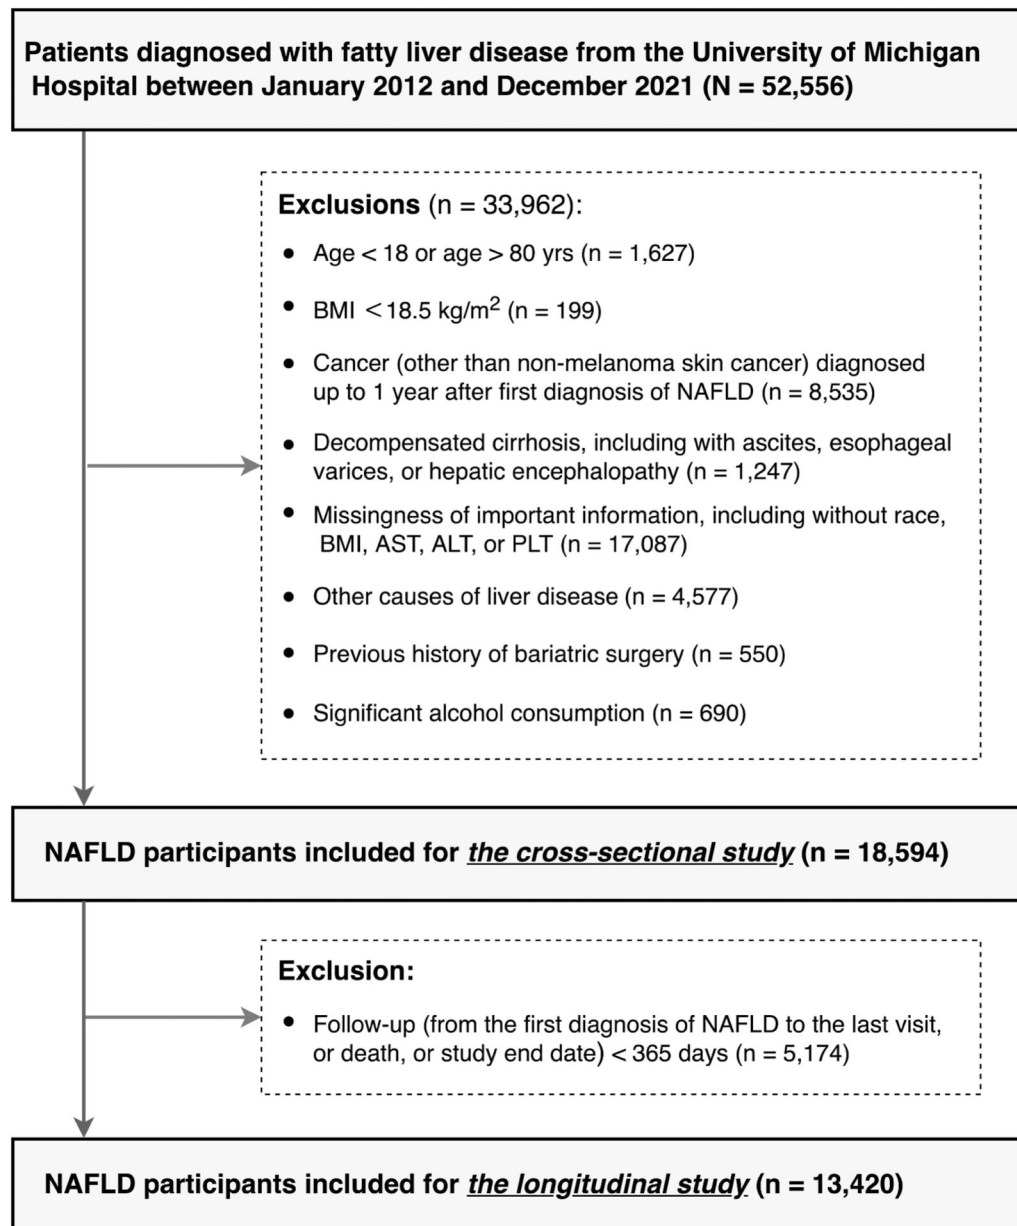 Patients diagnosed with fatty liver disease from the University of Michigan
Hospital between January 2012 and December 2021 (N = 52,556)
Exclusions (n = 33,962):
• Age < 18 or age > 80 yrs (n = 1,627)
• BMI < 18.5 kg/m² (n = 199)
• Cancer (other than non-melanoma skin cancer) diagnosed
up to 1 year after first diagnosis of NAFLD (n = 8,535)
• Decompensated cirrhosis, including with ascites, esophageal
varices, or hepatic encephalopathy (n = 1,247)
• Missingness of important information, including without race,
BMI, AST, ALT, or PLT (n = 17,087)
• Other causes of liver disease (n = 4,577)
• Previous history of bariatric surgery (n = 550)
• Significant alcohol consumption (n = 690)
NAFLD participants included for the cross-sectional study (n = 18,594)
Exclusion:
• Follow-up (from the first diagnosis of NAFLD to the last visit,
or death, or study end date) < 365 days (n = 5,174)
NAFLD participants included for the longitudinal study (n = 13,420)